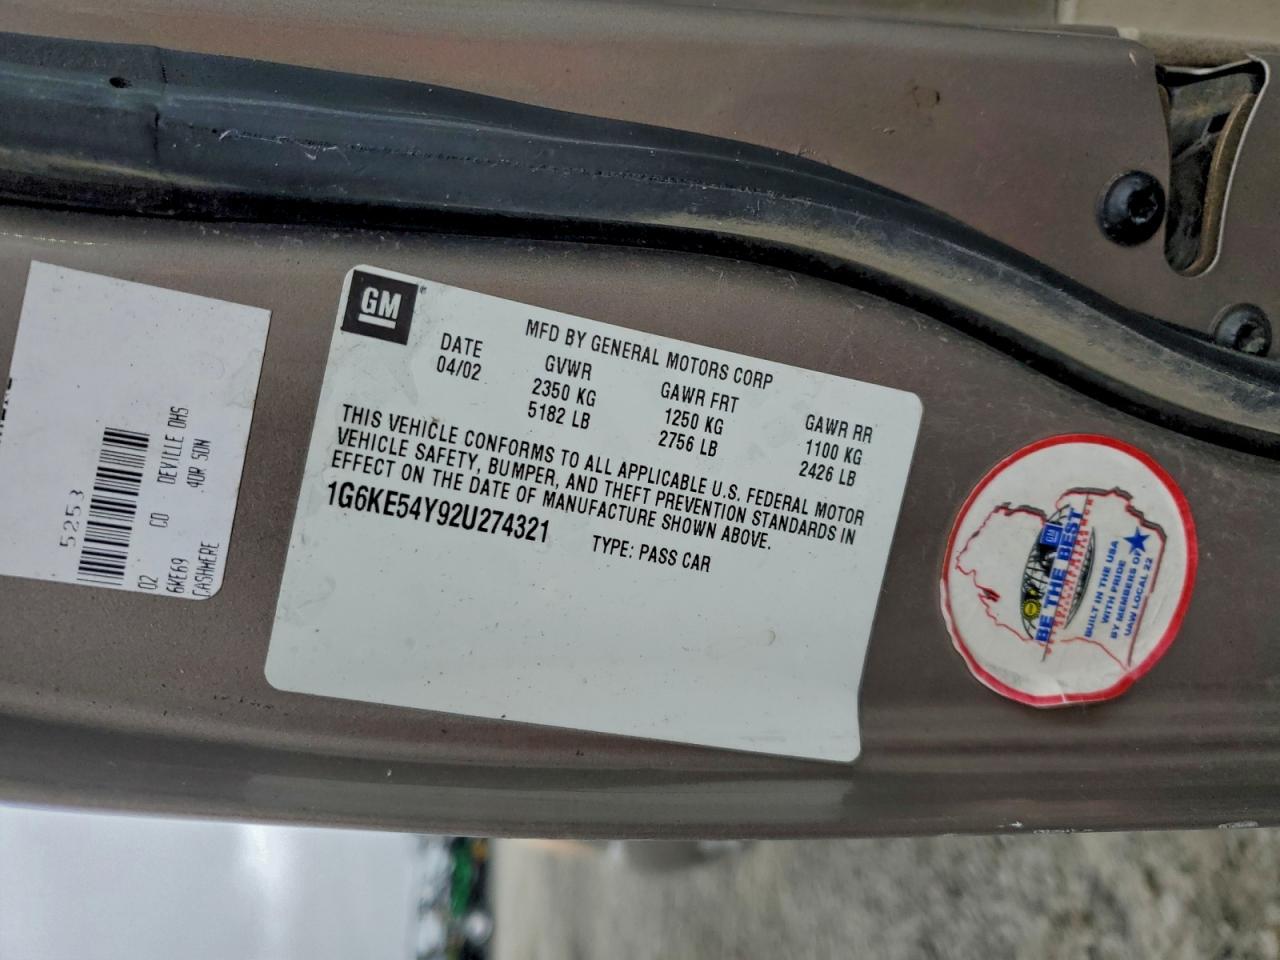 5253
02 CD DEVILLE DHS
6KE69 4DR SDN
CASHMERE
GM
MFD BY GENERAL MOTORS CORP
DATE GVWR GAWR FRT GAWR RR
04/02 2350 KG 1250 KG 1100 KG
5182 LB 2756 LB 2426 LB
THIS VEHICLE CONFORMS TO ALL APPLICABLE U.S. FEDERAL MOTOR
VEHICLE SAFETY, BUMPER, AND THEFT PREVENTION STANDARDS IN
EFFECT ON THE DATE OF MANUFACTURE SHOWN ABOVE.
1G6KE54Y92U274321 TYPE: PASS CAR
GM
BE THE BEST
BUILT IN THE USA
WITH PRIDE
BY MEMBERS OF
UAW LOCAL 22